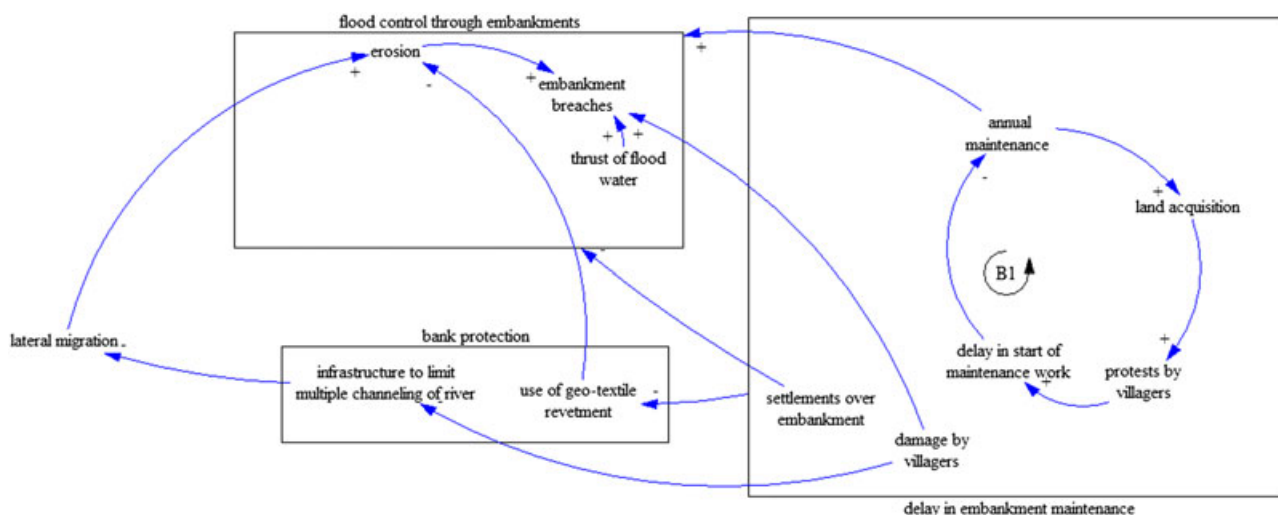 flood control through embankments
erosion
+
-
+
embankment
breaches
+
+
+
thrust of flood
water
annual
maintenance
-
+
land acquisition
B1
-
lateral migration
-
bank protection
infrastructure to limit
multiple channeling of river
-
use of geo-textile
revetment
-
settlements over
embankment
delay in start of
maintenance work
+
+
protests by
villagers
damage by
villagers
delay in embankment maintenance